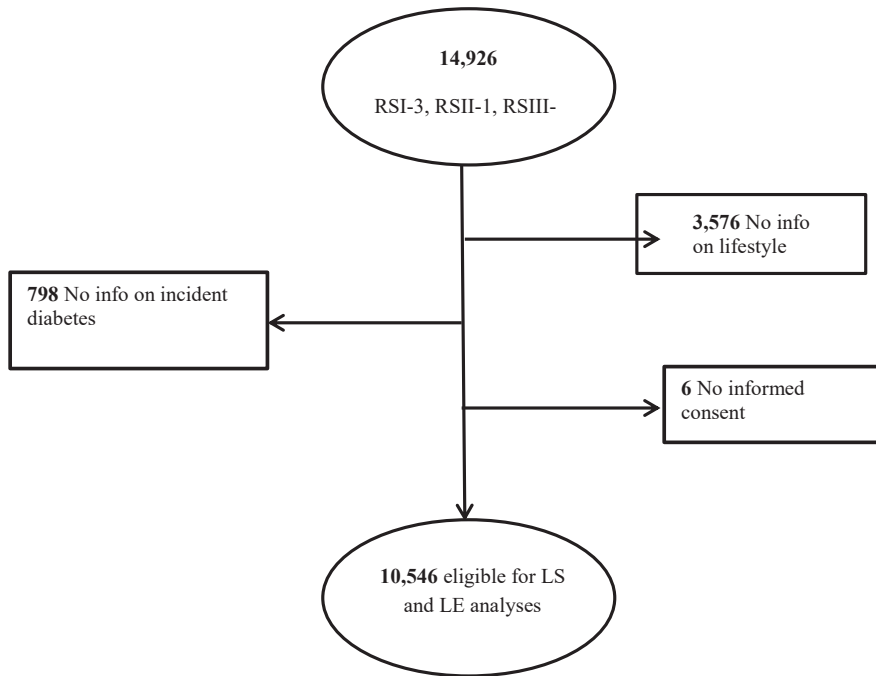 14,926
RSI-3, RSII-1, RSIII-
3,576 No info
on lifestyle
798 No info on incident
diabetes
6 No informed
consent
10,546 eligible for LS
and LE analyses